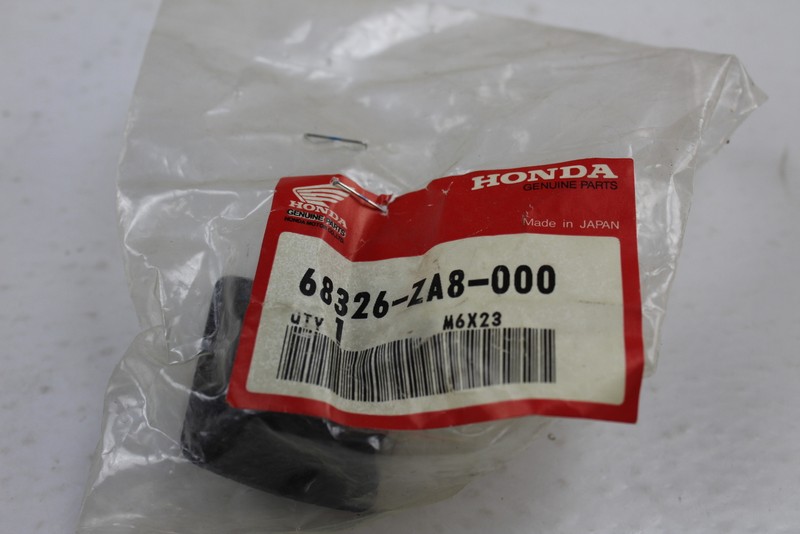 HONDA
GENUINE PARTS
HONDA
GENUINE PARTS
Made in JAPAN
68326-ZA8-000
QTY 1 M6X23